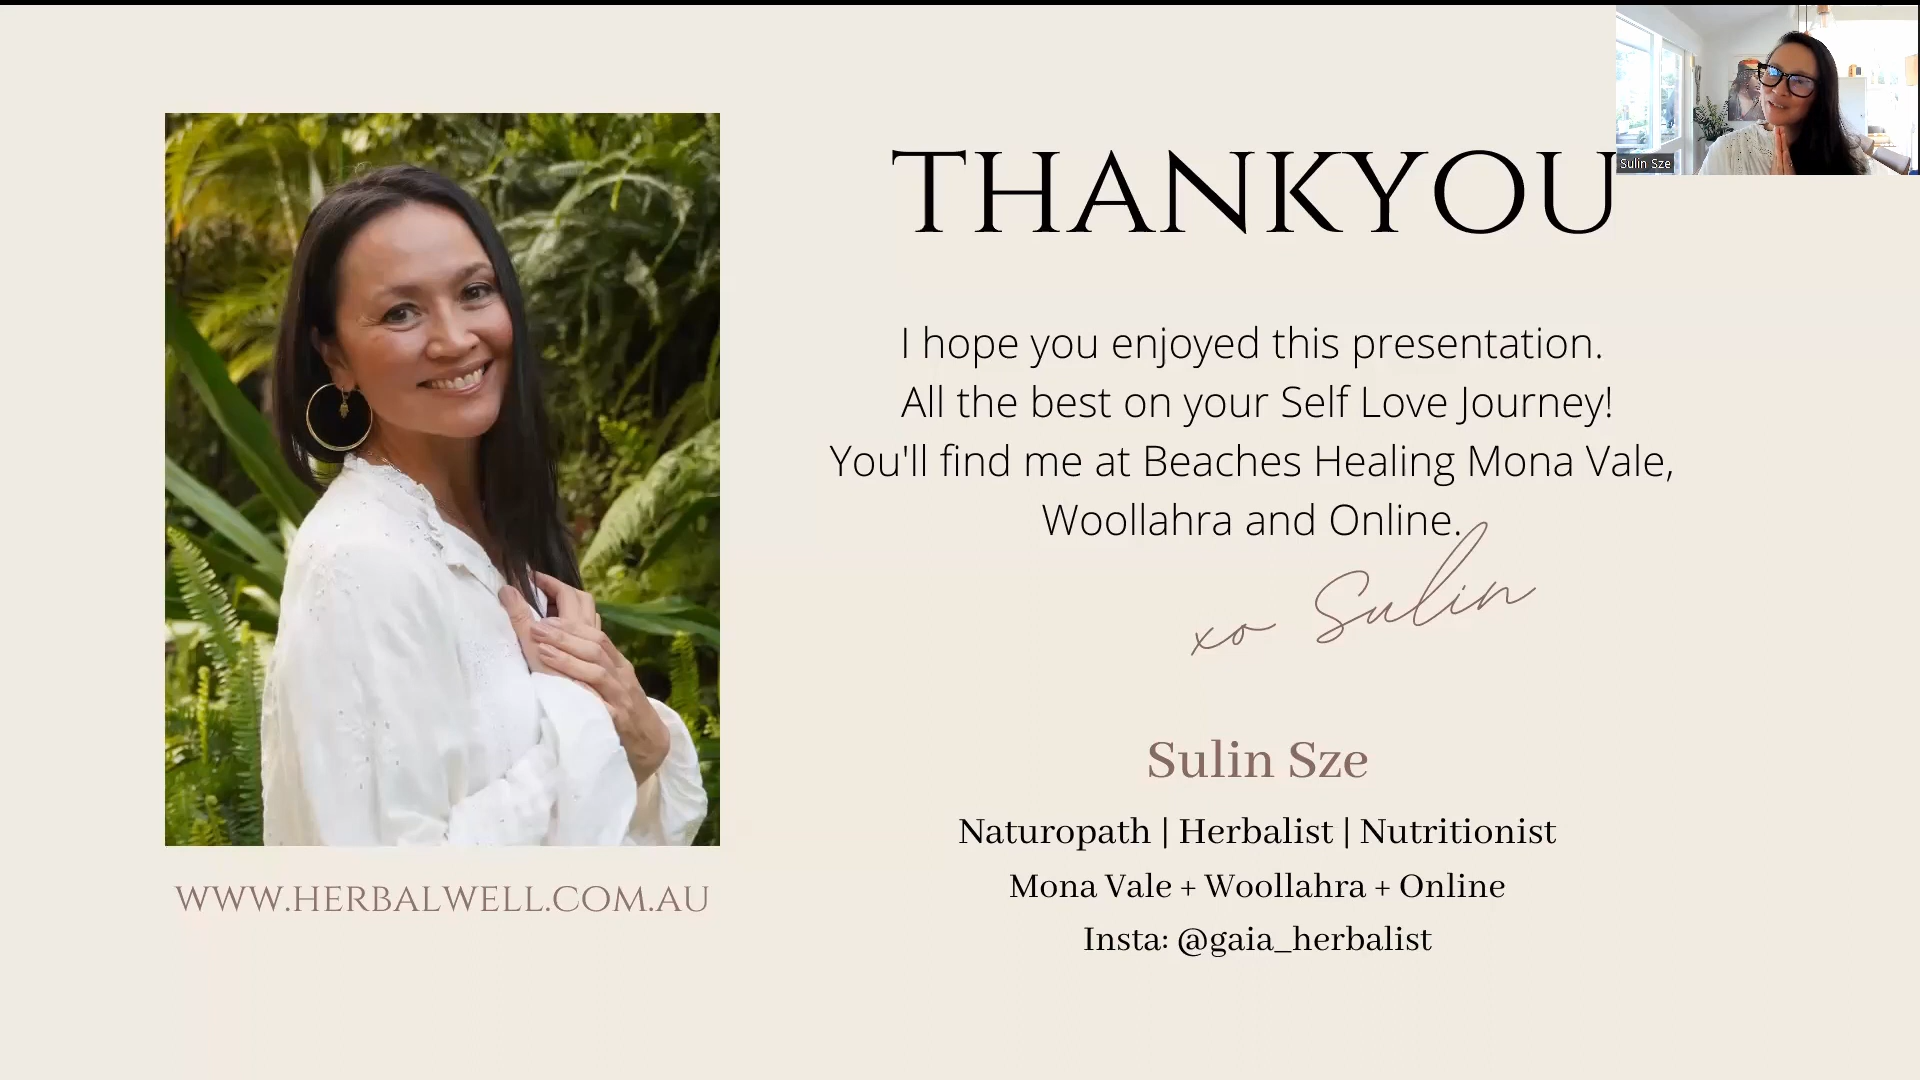 THANKYOU
Sulin Sze
I hope you enjoyed this presentation.
All the best on your Self Love Journey!
You'll find me at Beaches Healing Mona Vale,
Woollahra and Online.
xo Sulin
Sulin Sze
Naturopath | Herbalist | Nutritionist
Mona Vale + Woollahra + Online
Insta: @gaia_herbalist
WWW.HERBALWELL.COM.AU